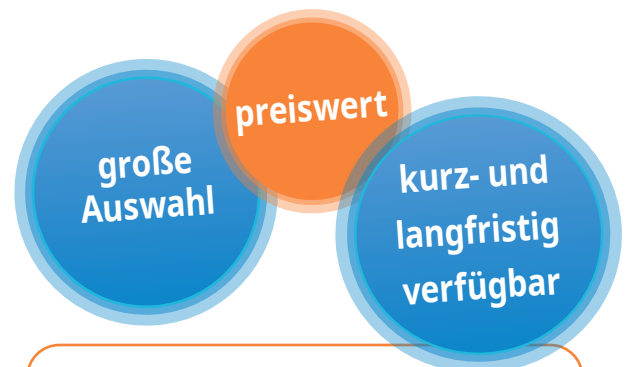 große
Auswahl
preiswert
kurz- und
langfristig
verfügbar